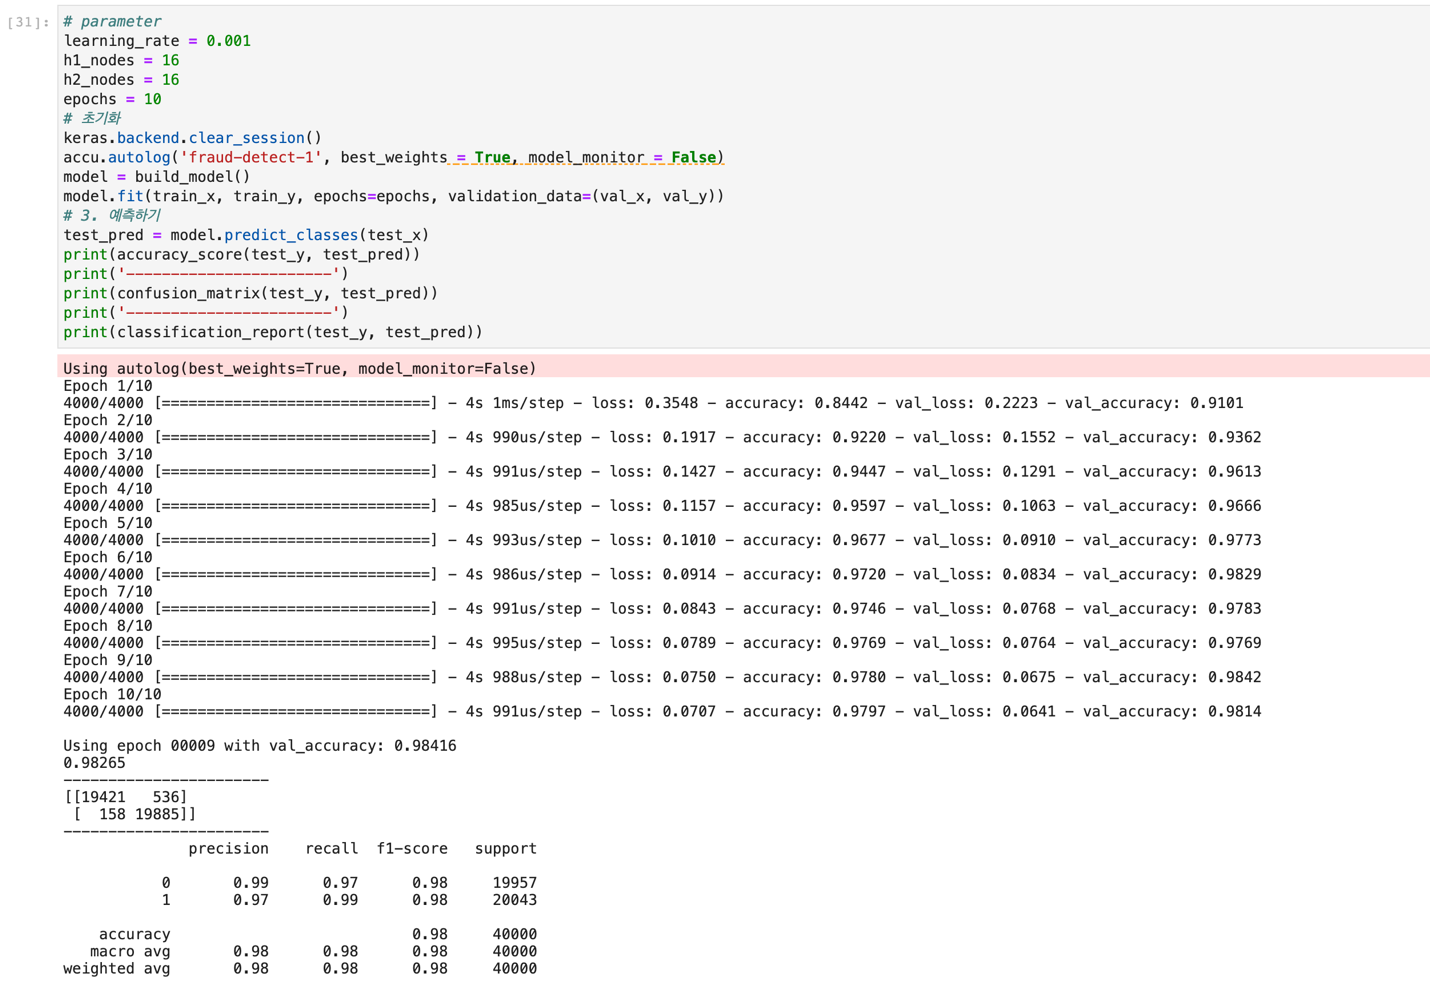 [31]:
# parameter
learning_rate = 0.001
h1_nodes = 16
h2_nodes = 16
epochs = 10
# 초기화
keras.backend.clear_session()
accu.autolog('fraud-detect-1', best_weights = True, model_monitor = False)
model = build_model()
model.fit(train_x, train_y, epochs=epochs, validation_data=(val_x, val_y))
# 3. 예측하기
test_pred = model.predict_classes(test_x)
print(accuracy_score(test_y, test_pred))
print('-----------------------')
print(confusion_matrix(test_y, test_pred))
print('-----------------------')
print(classification_report(test_y, test_pred))
Using autolog(best_weights=True, model_monitor=False)
Epoch 1/10
4000/4000 [==============================] - 4s 1ms/step - loss: 0.3548 - accuracy: 0.8442 - val_loss: 0.2223 - val_accuracy: 0.9101
Epoch 2/10
4000/4000 [==============================] - 4s 990us/step - loss: 0.1917 - accuracy: 0.9220 - val_loss: 0.1552 - val_accuracy: 0.9362
Epoch 3/10
4000/4000 [==============================] - 4s 991us/step - loss: 0.1427 - accuracy: 0.9447 - val_loss: 0.1291 - val_accuracy: 0.9613
Epoch 4/10
4000/4000 [==============================] - 4s 985us/step - loss: 0.1157 - accuracy: 0.9597 - val_loss: 0.1063 - val_accuracy: 0.9666
Epoch 5/10
4000/4000 [==============================] - 4s 993us/step - loss: 0.1010 - accuracy: 0.9677 - val_loss: 0.0910 - val_accuracy: 0.9773
Epoch 6/10
4000/4000 [==============================] - 4s 986us/step - loss: 0.0914 - accuracy: 0.9720 - val_loss: 0.0834 - val_accuracy: 0.9829
Epoch 7/10
4000/4000 [==============================] - 4s 991us/step - loss: 0.0843 - accuracy: 0.9746 - val_loss: 0.0768 - val_accuracy: 0.9783
Epoch 8/10
4000/4000 [==============================] - 4s 995us/step - loss: 0.0789 - accuracy: 0.9769 - val_loss: 0.0764 - val_accuracy: 0.9769
Epoch 9/10
4000/4000 [==============================] - 4s 988us/step - loss: 0.0750 - accuracy: 0.9780 - val_loss: 0.0675 - val_accuracy: 0.9842
Epoch 10/10
4000/4000 [==============================] - 4s 991us/step - loss: 0.0707 - accuracy: 0.9797 - val_loss: 0.0641 - val_accuracy: 0.9814
Using epoch 00009 with val_accuracy: 0.98416
0.98265
-----------------------
[[19421   536]
 [  158 19885]]
-----------------------
              precision    recall  f1-score   support
           0       0.99      0.97      0.98     19957
           1       0.97      0.99      0.98     20043
    accuracy                           0.98     40000
   macro avg       0.98      0.98      0.98     40000
weighted avg       0.98      0.98      0.98     40000